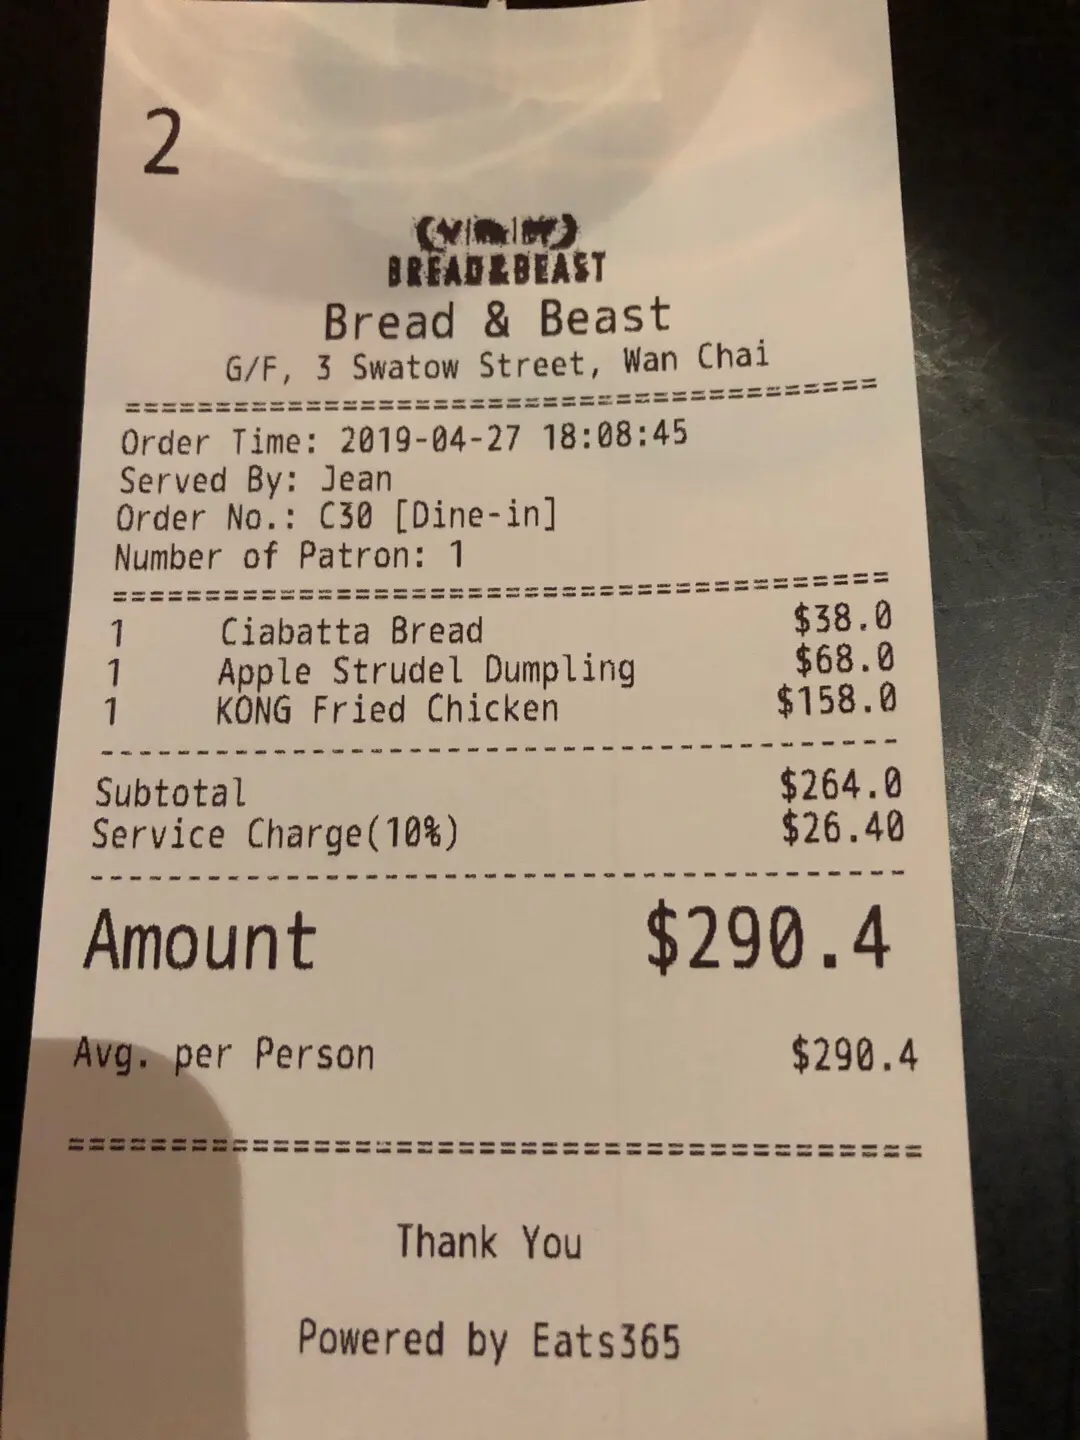 2
BREAD&BEAST
Bread & Beast
G/F, 3 Swatow Street, Wan Chai
==========================================
Order Time: 2019-04-27 18:08:45
Served By: Jean
Order No.: C30 [Dine-in]
Number of Patron: 1
==========================================
1 Ciabatta Bread $38.0
1 Apple Strudel Dumpling $68.0
1 KONG Fried Chicken $158.0
------------------------------------------
Subtotal $264.0
Service Charge(10%) $26.40
------------------------------------------
Amount $290.4
Avg. per Person $290.4
==========================================
Thank You
Powered by Eats365